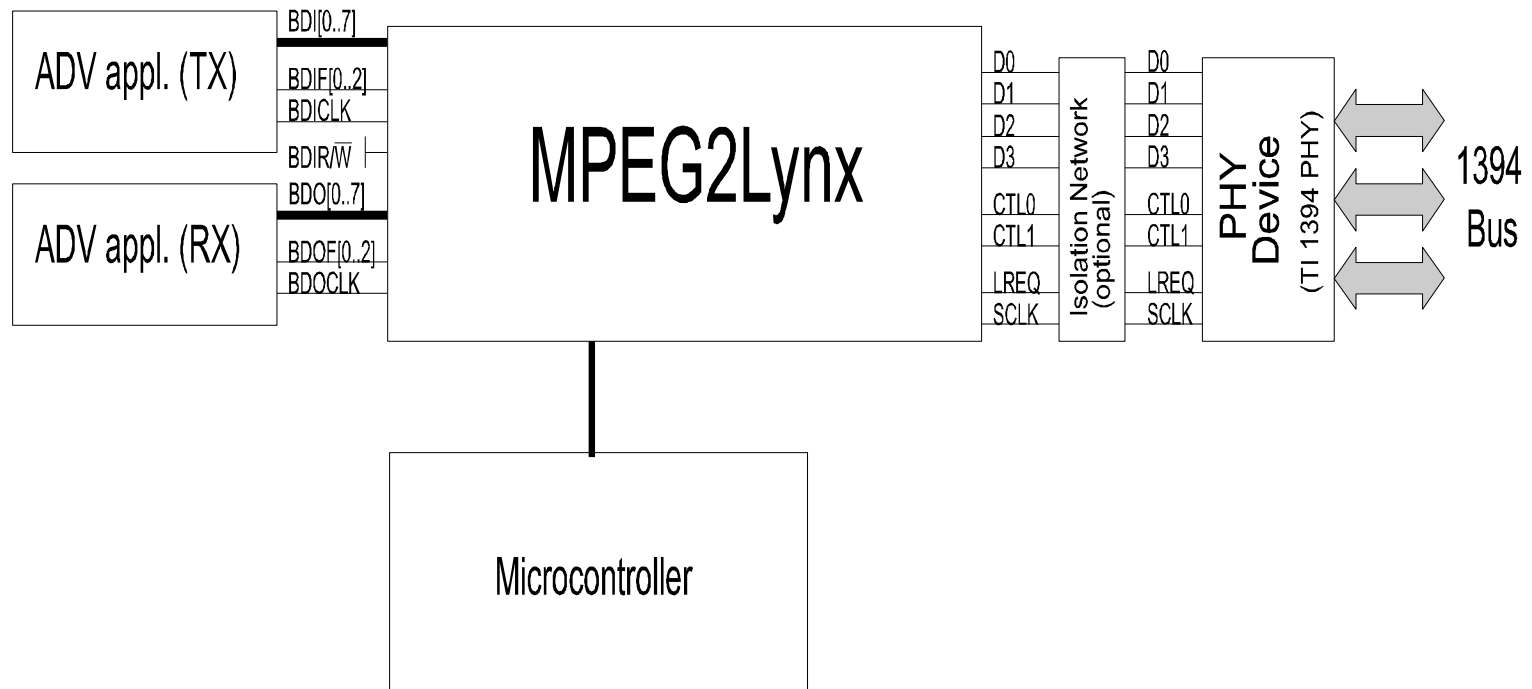 ADV appl. (TX)
BDI[0..7]
BDIF[0..2]
BDICLK
BDIR/W̅
ADV appl. (RX)
BDO[0..7]
BDOF[0..2]
BDOCLK
MPEG2Lynx
D0
D1
D2
D3
CTL0
CTL1
LREQ
SCLK
Isolation Network
(optional)
D0
D1
D2
D3
CTL0
CTL1
LREQ
SCLK
PHY
Device
(TI 1394 PHY)
1394
Bus
Microcontroller